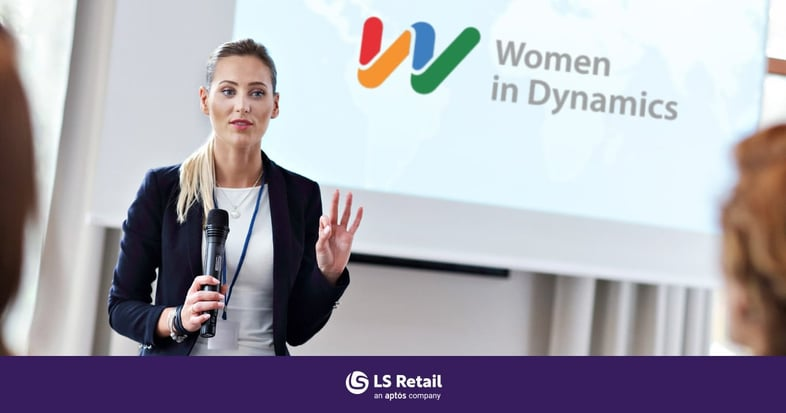 Women
in Dynamics
LS Retail
an aptos company